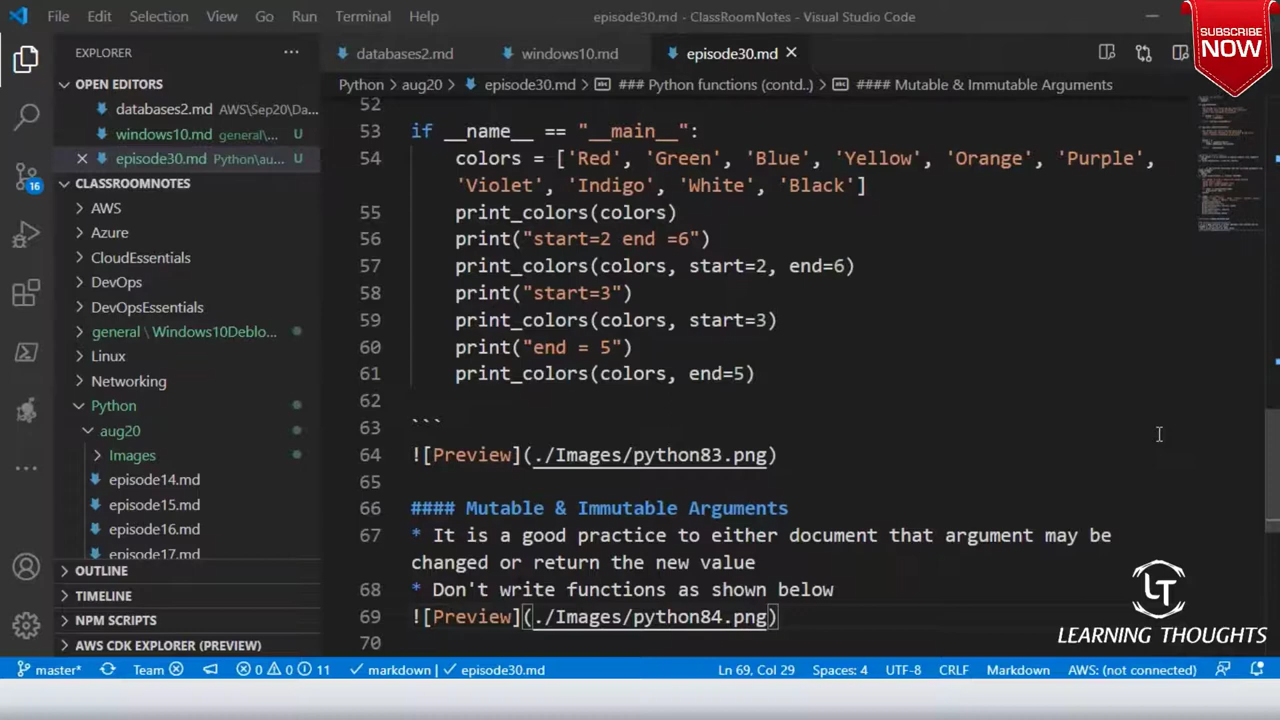 File Edit Selection View Go Run Terminal Help episode30.md - ClassRoomNotes - Visual Studio Code
SUBSCRIBE
NOW
EXPLORER
databases2.md windows10.md episode30.md
OPEN EDITORS
databases2.md AWS\Sep20\Da...
windows10.md general\... U
episode30.md Python\au... U
CLASSROOMNOTES
AWS
Azure
CloudEssentials
DevOps
DevOpsEssentials
general \ Windows10Deblo...
Linux
Networking
Python
aug20
Images
episode14.md
episode15.md
episode16.md
episode17.md
OUTLINE
TIMELINE
NPM SCRIPTS
AWS CDK EXPLORER (PREVIEW)
16
Python > aug20 > episode30.md > ### Python functions (contd..) > #### Mutable & Immutable Arguments
52
53 if __name__ == "__main__":
54 colors = ['Red', 'Green', 'Blue', 'Yellow', 'Orange', 'Purple',
'Violet', 'Indigo', 'White', 'Black']
55 print_colors(colors)
56 print("start=2 end =6")
57 print_colors(colors, start=2, end=6)
58 print("start=3")
59 print_colors(colors, start=3)
60 print("end = 5")
61 print_colors(colors, end=5)
62
63 ```
64 ![Preview](./Images/python83.png)
65
66 #### Mutable & Immutable Arguments
67 * It is a good practice to either document that argument may be
changed or return the new value
68 * Don't write functions as shown below
69 ![Preview](./Images/python84.png)
70
LT
LEARNING THOUGHTS
master* Team 0 0 11 markdown | episode30.md Ln 69, Col 29 Spaces: 4 UTF-8 CRLF Markdown AWS: (not connected)